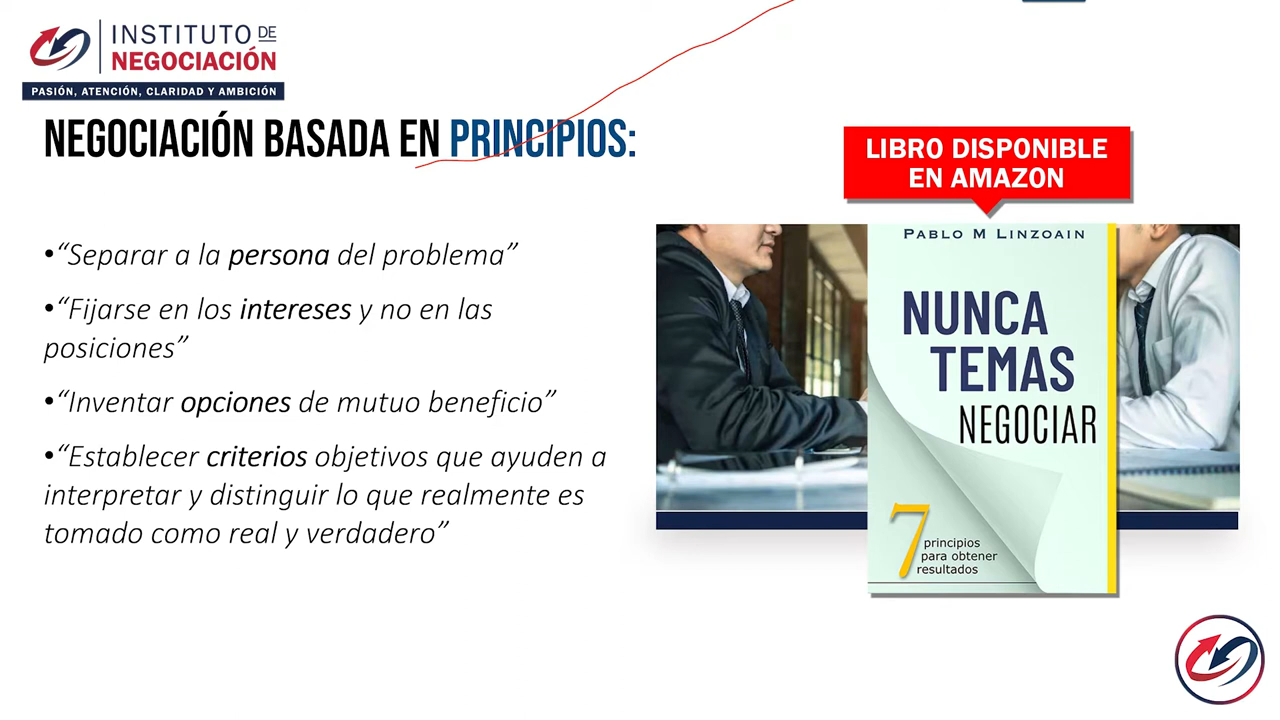 INSTITUTO DE
NEGOCIACIÓN
PASIÓN, ATENCIÓN, CLARIDAD Y AMBICIÓN
NEGOCIACIÓN BASADA EN PRINCIPIOS:
•“Separar a la persona del problema”
•“Fijarse en los intereses y no en las
posiciones”
•“Inventar opciones de mutuo beneficio”
•“Establecer criterios objetivos que ayuden a
interpretar y distinguir lo que realmente es
tomado como real y verdadero”
LIBRO DISPONIBLE
EN AMAZON
PABLO M LINZOAIN
NUNCA
TEMAS
NEGOCIAR
7 principios
para obtener
resultados